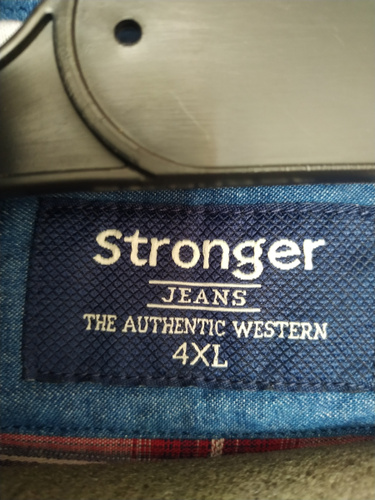 Stronger
JEANS
THE AUTHENTIC WESTERN
4XL